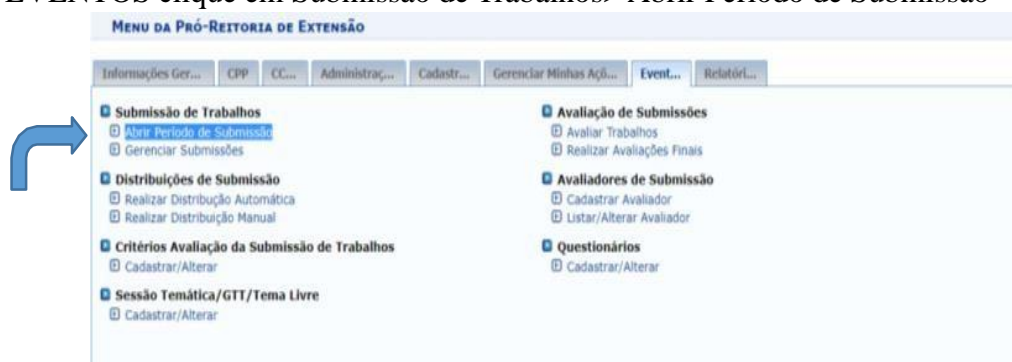 EVENTOS clique em Submissão de Trabalhos> Abrir Período de Submissão
MENU DA PRÓ-REITORIA DE EXTENSÃO
Informações Ger... CPP CC... Administraç... Cadastr... Gerenciar Minhas Açõ... Event... Relatóri...
Submissão de Trabalhos
Abrir Período de Submissão
Gerenciar Submissões
Distribuições de Submissão
Realizar Distribução Automática
Realizar Distribuição Manual
Critérios Avaliação da Submissão de Trabalhos
Cadastrar/Alterar
Sessão Temática/GTT/Tema Livre
Cadastrar/Alterar
Avaliação de Submissões
Avaliar Trabalhos
Realizar Avaliações Finais
Avaliadores de Submissão
Cadastrar Avaliador
Listar/Alterar Avaliador
Questionários
Cadastrar/Alterar